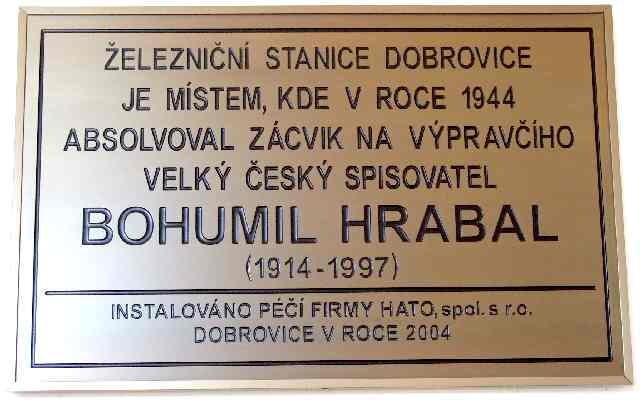 ŽELEZNIČNÍ STANICE DOBROVICE
JE MÍSTEM, KDE V ROCE 1944
ABSOLVOVAL ZÁCVIK NA VÝPRAVČÍHO
VELKÝ ČESKÝ SPISOVATEL
BOHUMIL HRABAL
(1914-1997)
INSTALOVÁNO PÉČÍ FIRMY HATO, spol. s r.o.
DOBROVICE V ROCE 2004